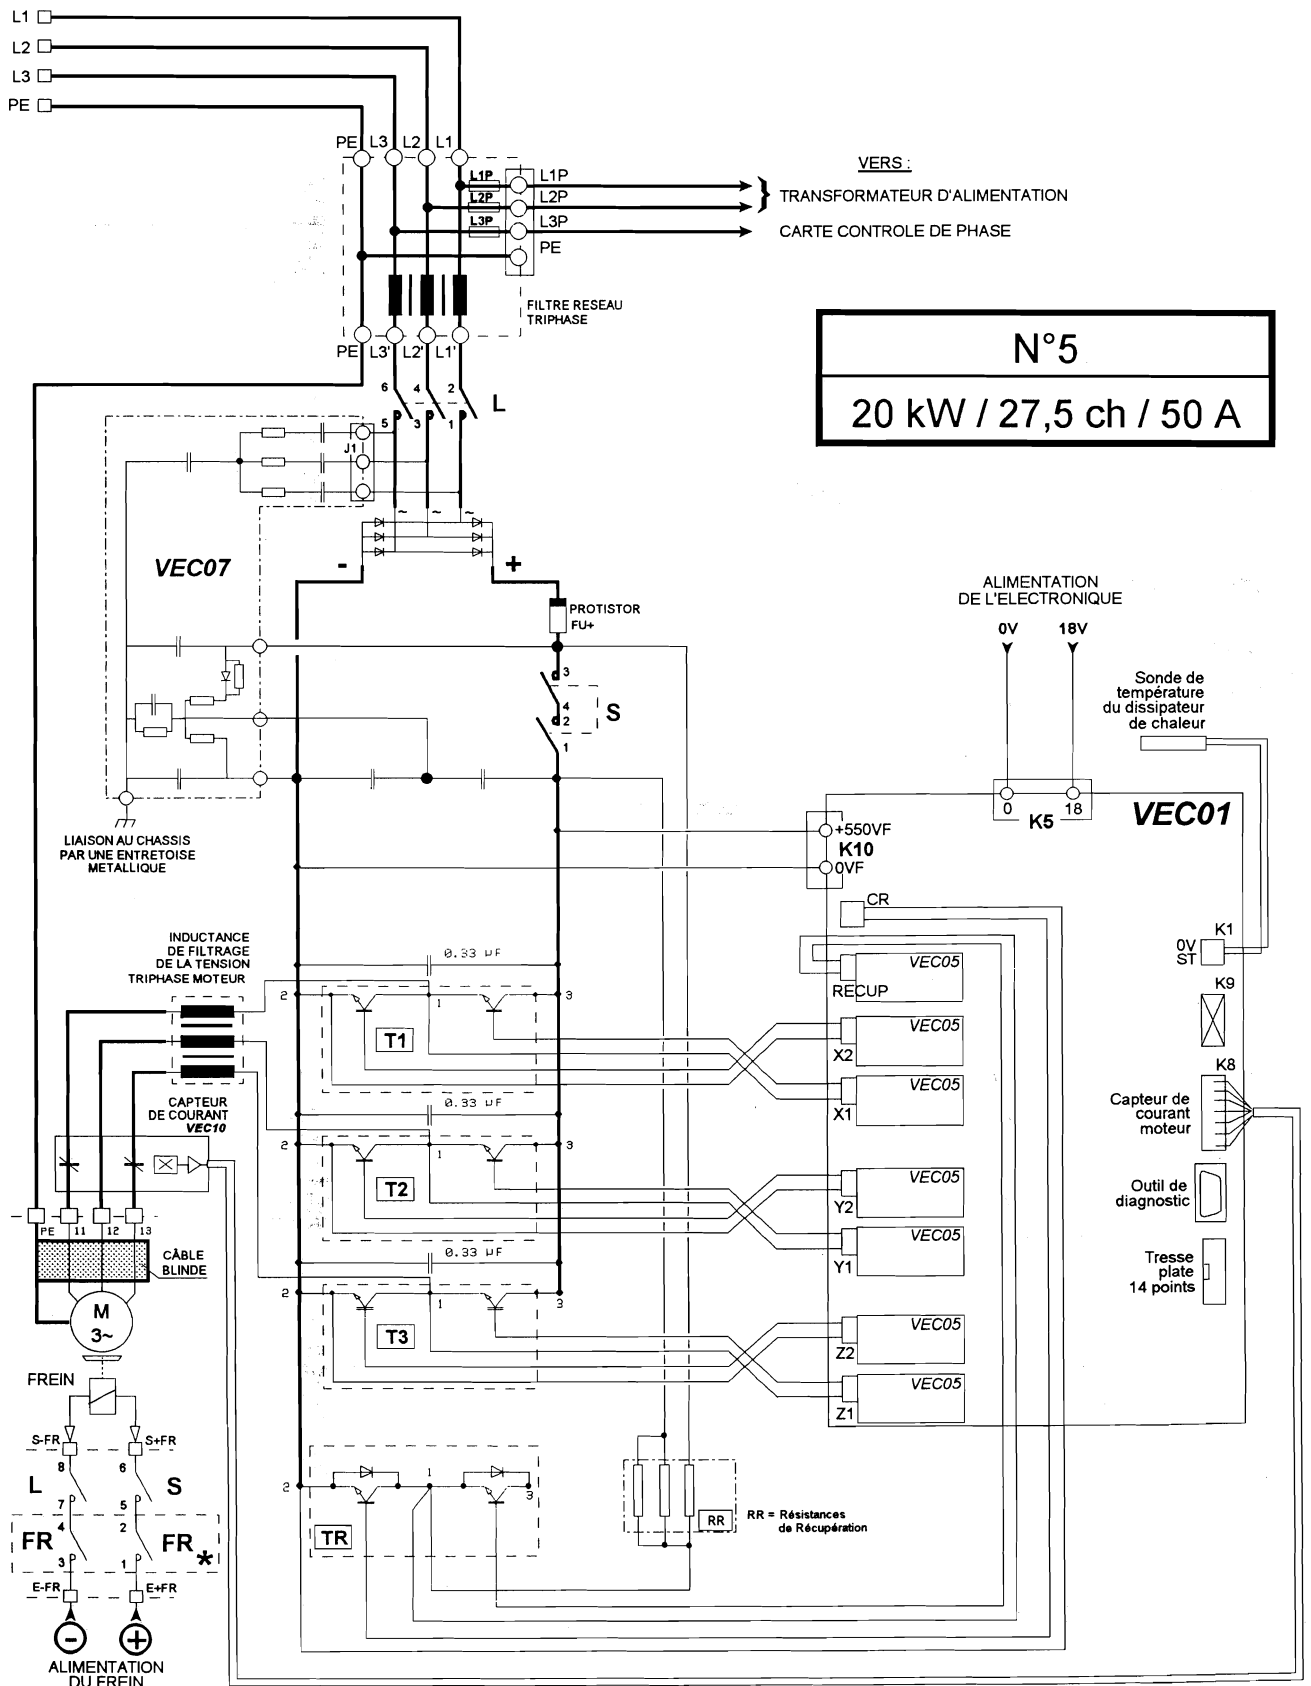 L1
L2
L3
PE
PE L3 L2 L1
L1P L1P
L2P L2P
L3P L3P
PE
VERS :
TRANSFORMATEUR D'ALIMENTATION
CARTE CONTROLE DE PHASE
FILTRE RESEAU
TRIPHASE
PE L3' L2' L1'
N°5
20 kW / 27,5 ch / 50 A
6 4 2
L
5 3 1
J1
~ ~ ~
VEC07
- +
PROTISTOR
FU+
3
4
2
1
S
ALIMENTATION
DE L'ELECTRONIQUE
0V 18V
Sonde de
température
du dissipateur
de chaleur
0 18
K5
VEC01
LIAISON AU CHASSIS
PAR UNE ENTRETOISE
METALLIQUE
+550VF
K10
0VF
CR
INDUCTANCE
DE FILTRAGE
DE LA TENSION
TRIPHASE MOTEUR
0.33 µF
2 1 3
T1
VEC05
RECUP
VEC05
X2
VEC05
X1
K1
0V
ST
K9
K8
Capteur de
courant
moteur
CAPTEUR
DE COURANT
VEC10
0.33 µF
2 1 3
T2
VEC05
Y2
VEC05
Y1
Outil de
diagnostic
Tresse
plate
14 points
PE 11 12 13
CÂBLE
BLINDE
0.33 µF
2 1 3
T3
VEC05
Z2
VEC05
Z1
M
3~
FREIN
S-FR S+FR
8 6
L S
7 5
4 2
FR FR *
3 1
E-FR E+FR
- +
ALIMENTATION
DU FREIN
2 1 3
TR
RR
RR = Résistances
de Récupération